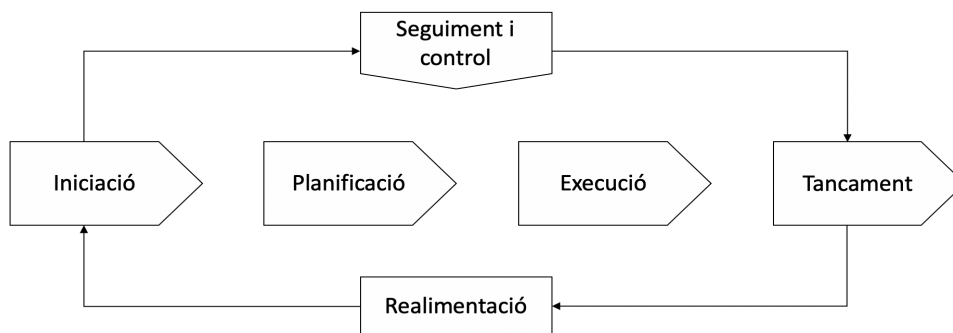 Seguiment i
control
Iniciació
Planificació
Execució
Tancament
Realimentació